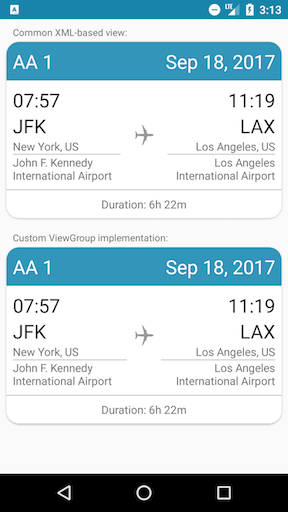 A LTE 3:13
Common XML-based view:
AA 1 Sep 18, 2017
07:57 11:19
JFK LAX
New York, US Los Angeles, US
John F. Kennedy Los Angeles
International Airport International Airport
Duration: 6h 22m
Custom ViewGroup implementation:
AA 1 Sep 18, 2017
07:57 11:19
JFK LAX
New York, US Los Angeles, US
John F. Kennedy Los Angeles
International Airport International Airport
Duration: 6h 22m